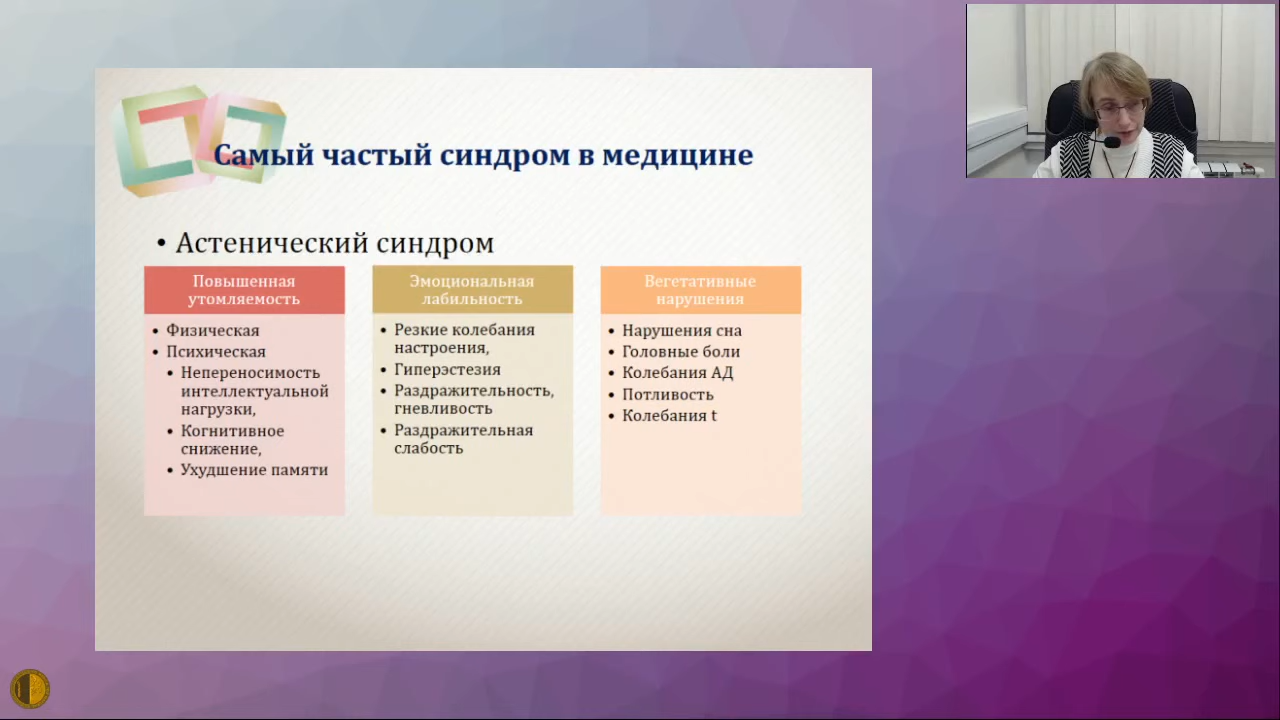 Самый частый синдром в медицине
• Астенический синдром
Повышенная
утомляемость
• Физическая
• Психическая
• Непереносимость
интеллектуальной
нагрузки,
• Когнитивное
снижение,
• Ухудшение памяти
Эмоциональная
лабильность
• Резкие колебания
настроения,
• Гиперэстезия
• Раздражительность,
гневливость
• Раздражительная
слабость
Вегетативные
нарушения
• Нарушения сна
• Головные боли
• Колебания АД
• Потливость
• Колебания t